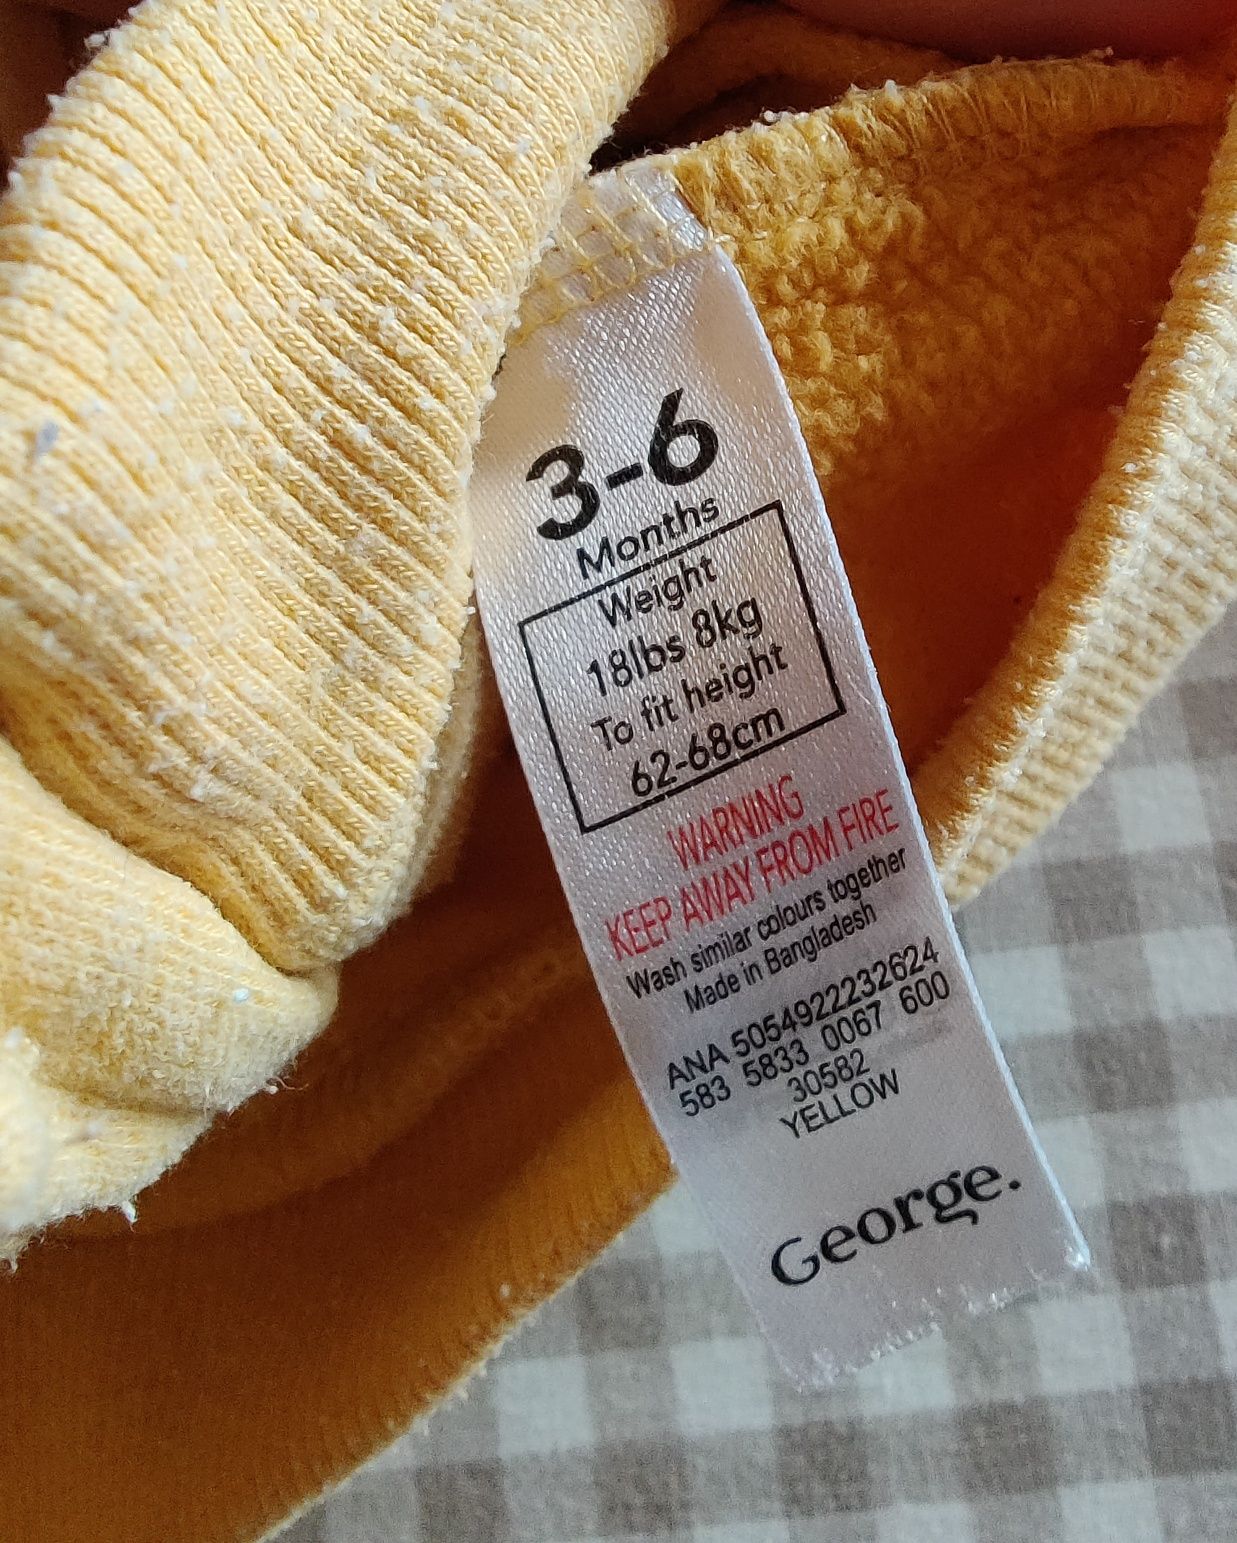 3-6
Months
Weight
18lbs 8kg
To fit height
62-68cm
WARNING
KEEP AWAY FROM FIRE
Wash similar colours together
Made in Bangladesh
ANA 5054922232624
583 5833 0067 600
30582
YELLOW
George.